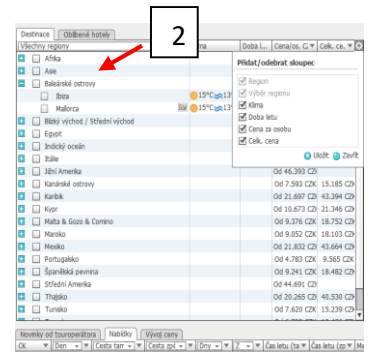 2
Destinace Oblíbené hotely
Všechny regiony Doba l... Cena/os. Celk. ce.
Přidat/odebrat sloupec
Region
Výběr regionu
Klima
Doba letu
Cena za osobu
Celk. cena
Uložit Zavřít
Afrika
Asie
Baleárské ostrovy
Ibiza 15°C 13°
Mallorca 15°C 13°
Blízký východ / Střední východ
Egypt
Indický oceán
Itálie
Jižní Amerika Od 46.393 CZK
Kanárské ostrovy Od 7.593 CZK 15.185 CZK
Karibik Od 21.697 CZK 43.394 CZK
Kypr Od 10.673 CZK 21.346 CZK
Malta & Gozo & Comino Od 9.376 CZK 18.752 CZK
Maroko Od 9.052 CZK 18.103 CZK
Mexiko Od 21.832 CZK 43.664 CZK
Portugalsko Od 4.783 CZK 9.565 CZK
Španělská pevnina Od 9.241 CZK 18.482 CZK
Střední Amerika Od 44.691 CZK
Thajsko Od 20.265 CZK 40.530 CZK
Tunisko Od 7.620 CZK 15.239 CZK
Novinky od touroperátora Nabídky Vývoj ceny
CK Den Cesta tam Cesta zpě Dny Z Čas letu (ta Čas letu (zp